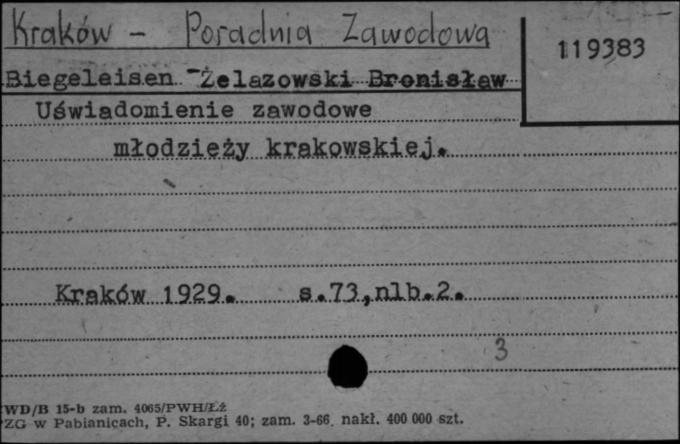 Kraków - Poradnia Zawodowa
119383
Biegeleisen-Żelazowski Bronisław
Uświadomienie zawodowe
młodzieży krakowskiej.
Kraków 1929. s.73,nlb.2.
3
WD/B 15-b zam. 4065/PWH/Łź
ZG w Pabianicach, P. Skargi 40; zam. 3-66. nakł. 400 000 szt.